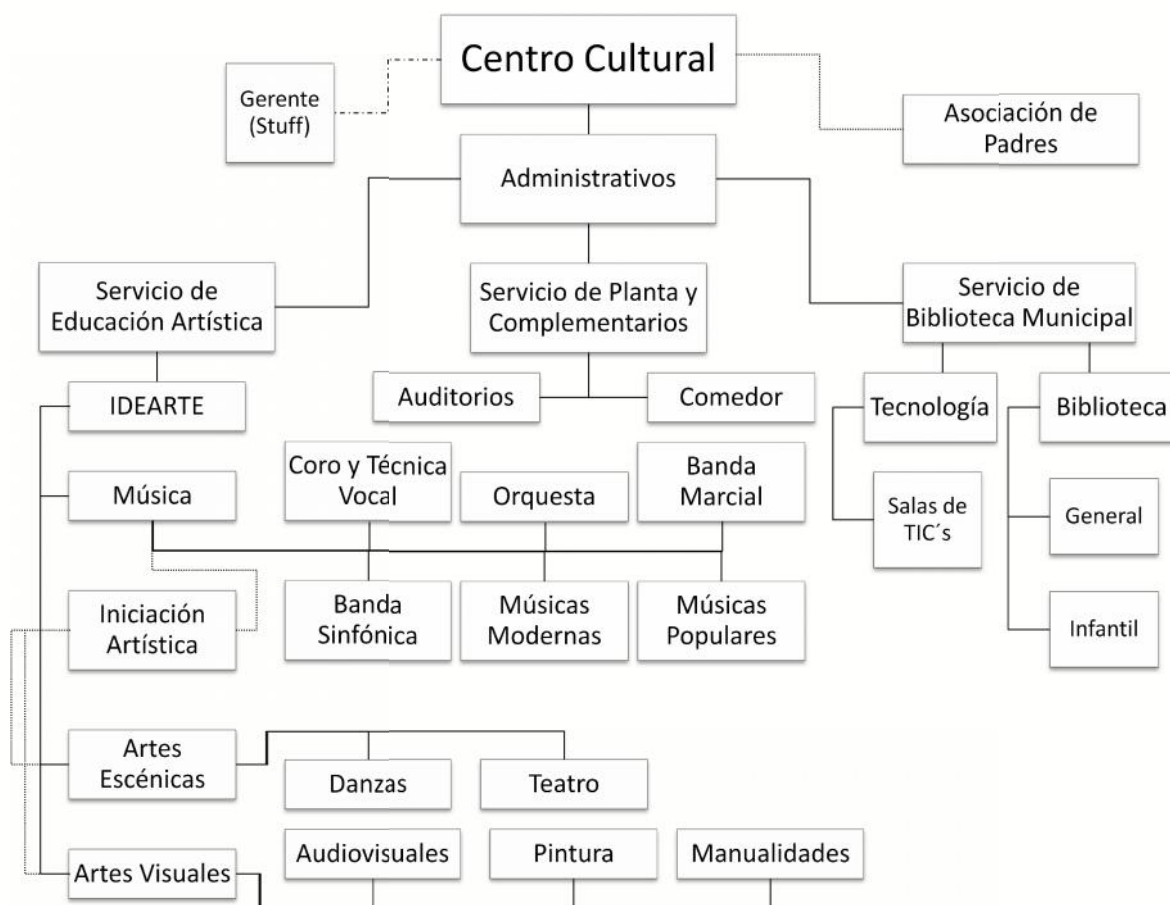 Centro Cultural
Gerente
(Stuff)
Asociación de
Padres
Administrativos
Servicio de
Educación Artística
Servicio de Planta y
Complementarios
Servicio de
Biblioteca Municipal
IDEARTE
Auditorios
Comedor
Tecnología
Biblioteca
Música
Coro y Técnica
Vocal
Orquesta
Banda
Marcial
Salas de
TIC´s
General
Iniciación
Artística
Banda
Sinfónica
Músicas
Modernas
Músicas
Populares
Infantil
Artes
Escénicas
Danzas
Teatro
Artes Visuales
Audiovisuales
Pintura
Manualidades